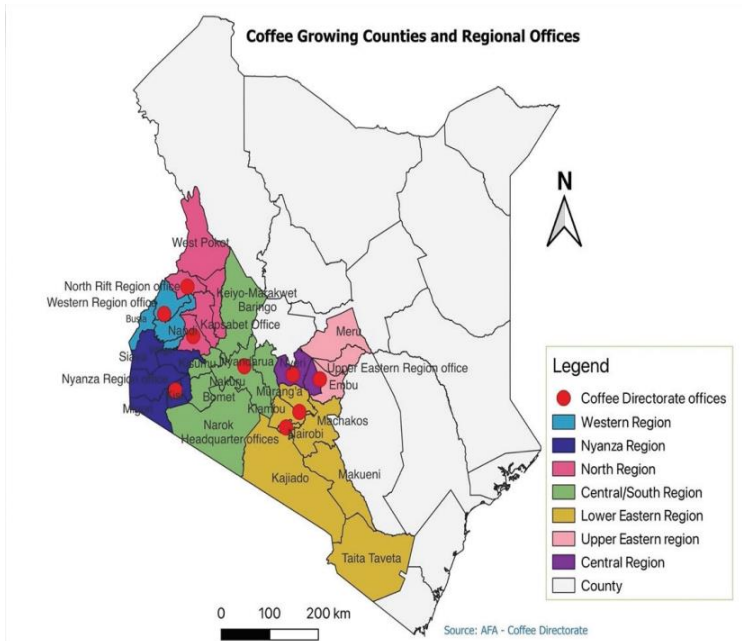 Coffee Growing Counties and Regional Offices
N
West Pokot
North Rift Region office
Keiyo-Marakwet
Western Region office
Baringo
Busia
Nandi
Kapsabet Office
Meru
Kisumu
Nyandarua
Nyeri
Upper Eastern Region office
Nyanza Region
Nakuru
Embu
Bomet
Murang'a
Kiambu
Machakos
Narok
Nairobi
Headquarter offices
Kajiado
Makueni
Taita Taveta
0 100 200 km
Legend
Coffee Directorate offices
Western Region
Nyanza Region
North Region
Central/South Region
Lower Eastern Region
Upper Eastern region
Central Region
County
Source: AFA - Coffee Directorate